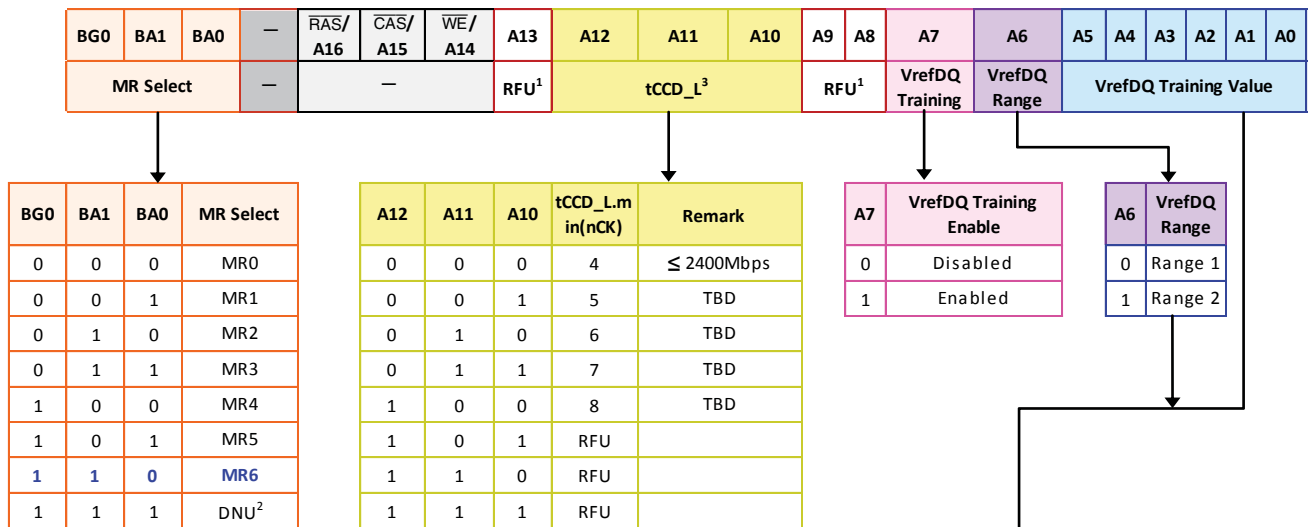 BG0 BA1 BA0 — RAS/ A16 CAS/ A15 WE/ A14 A13 A12 A11 A10 A9 A8 A7 A6 A5 A4 A3 A2 A1 A0
MR Select — — RFU1 tCCD_L3 RFU1 VrefDQ Training VrefDQ Range VrefDQ Training Value
BG0 BA1 BA0 MR Select
0 0 0 MR0
0 0 1 MR1
0 1 0 MR2
0 1 1 MR3
1 0 0 MR4
1 0 1 MR5
1 1 0 MR6
1 1 1 DNU2
A12 A11 A10 tCCD_L.m in(nCK) Remark
0 0 0 4 ≤ 2400Mbps
0 0 1 5 TBD
0 1 0 6 TBD
0 1 1 7 TBD
1 0 0 8 TBD
1 0 1 RFU
1 1 0 RFU
1 1 1 RFU
A7 VrefDQ Training Enable
0 Disabled
1 Enabled
A6 VrefDQ Range
0 Range 1
1 Range 2